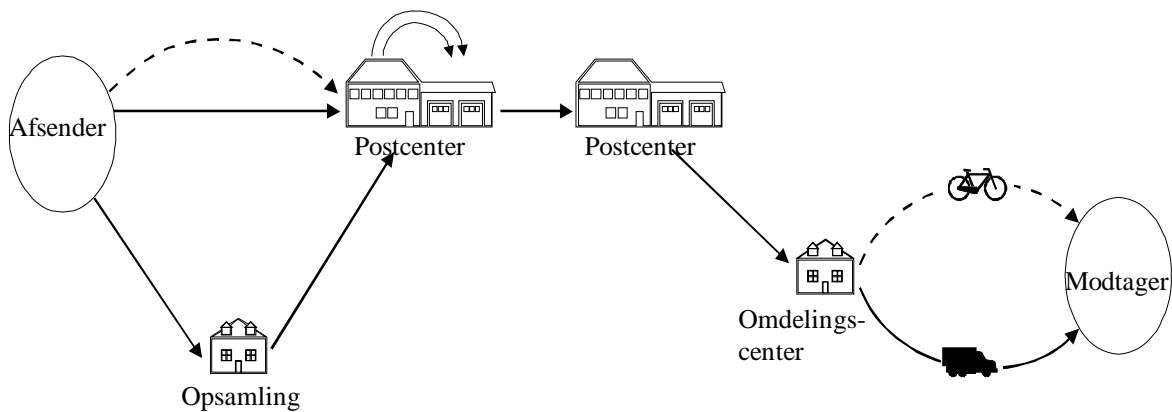 Afsender
Postcenter
Postcenter
Opsamling
Omdelings-
center
Modtager